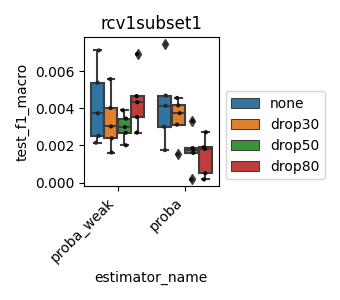 rcv1subset1
test_f1_macro
0.006
0.004
0.002
0.000
proba_weak
proba
estimator_name
none
drop30
drop50
drop80